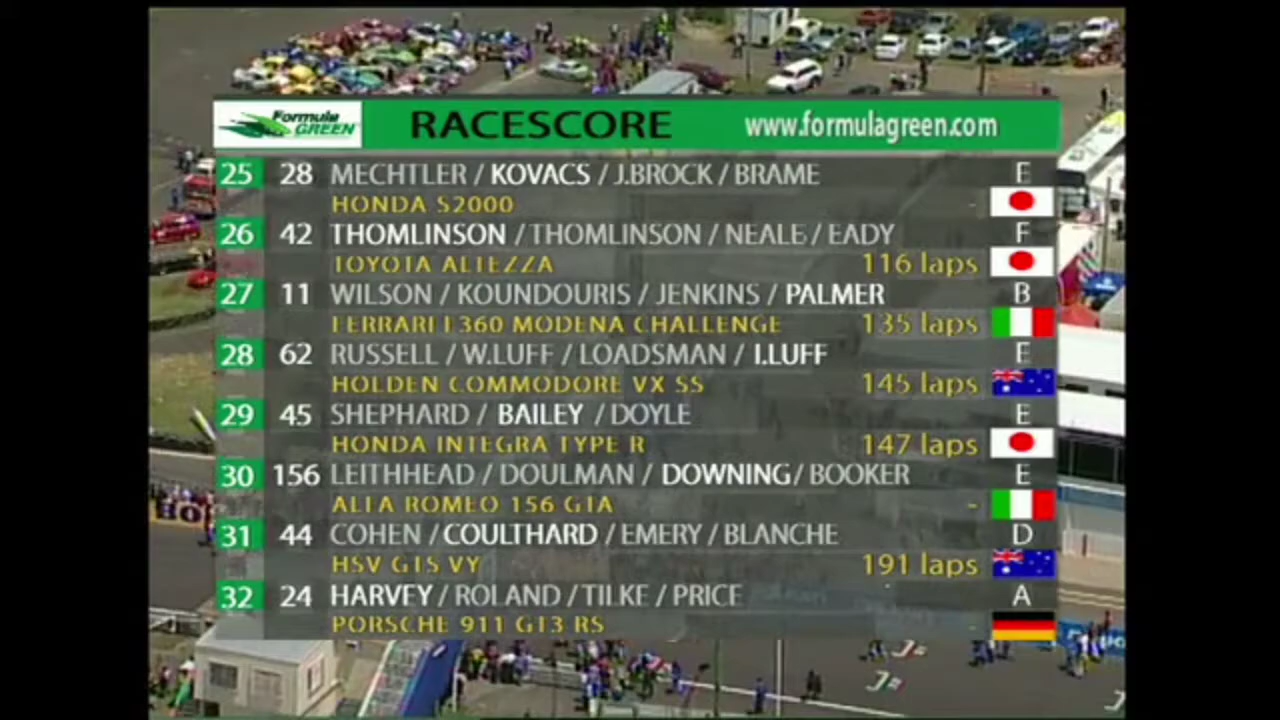 Formula GREEN RACESCORE www.formulagreen.com
25 28 MECHTLER / KOVACS / J.BROCK / BRAME E
HONDA S2000 -
26 42 THOMLINSON / THOMLINSON / NEALE / EADY F
TOYOTA ALTEZZA 116 laps
27 11 WILSON / KOUNDOURIS / JENKINS / PALMER B
FERRARI F360 MODENA CHALLENGE 135 laps
28 62 RUSSELL / W.LUFF / LOADSMAN / I.LUFF E
HOLDEN COMMODORE VX SS 145 laps
29 45 SHEPHARD / BAILEY / DOYLE E
HONDA INTEGRA TYPE R 147 laps
30 156 LEITHHEAD / DOULMAN / DOWNING / BOOKER E
ALFA ROMEO 156 GTA -
31 44 COHEN / COULTHARD / EMERY / BLANCHE D
HSV GTS VY 191 laps
32 24 HARVEY / ROLAND / TILKE / PRICE A
PORSCHE 911 GT3 RS -